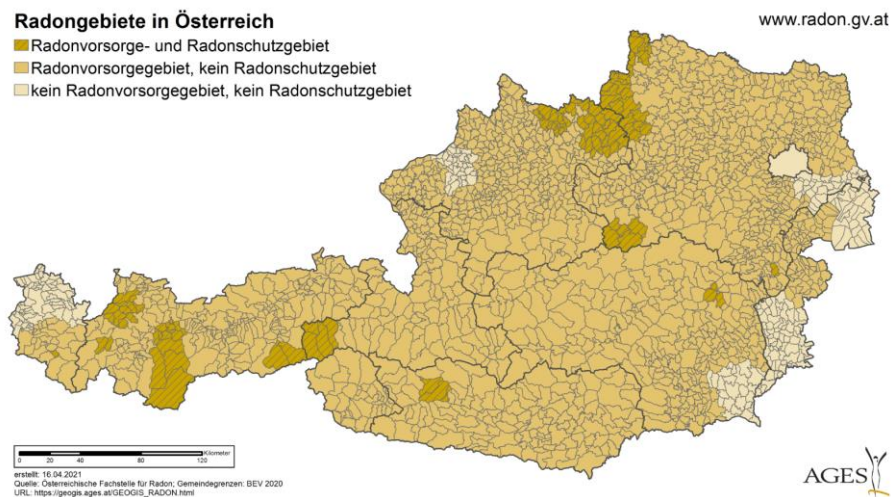 Radongebiete in Österreich
www.radon.gv.at
Radonvorsorge- und Radonschutzgebiet
Radonvorsorgegebiet, kein Radonschutzgebiet
kein Radonvorsorgegebiet, kein Radonschutzgebiet
Kilometer
0 20 40 80 120
erstellt: 16.04.2021
Quelle: Österreichische Fachstelle für Radon; Gemeindegrenzen: BEV 2020
URL: https://geogis.ages.at/GEOGIS_RADON.html
AGES